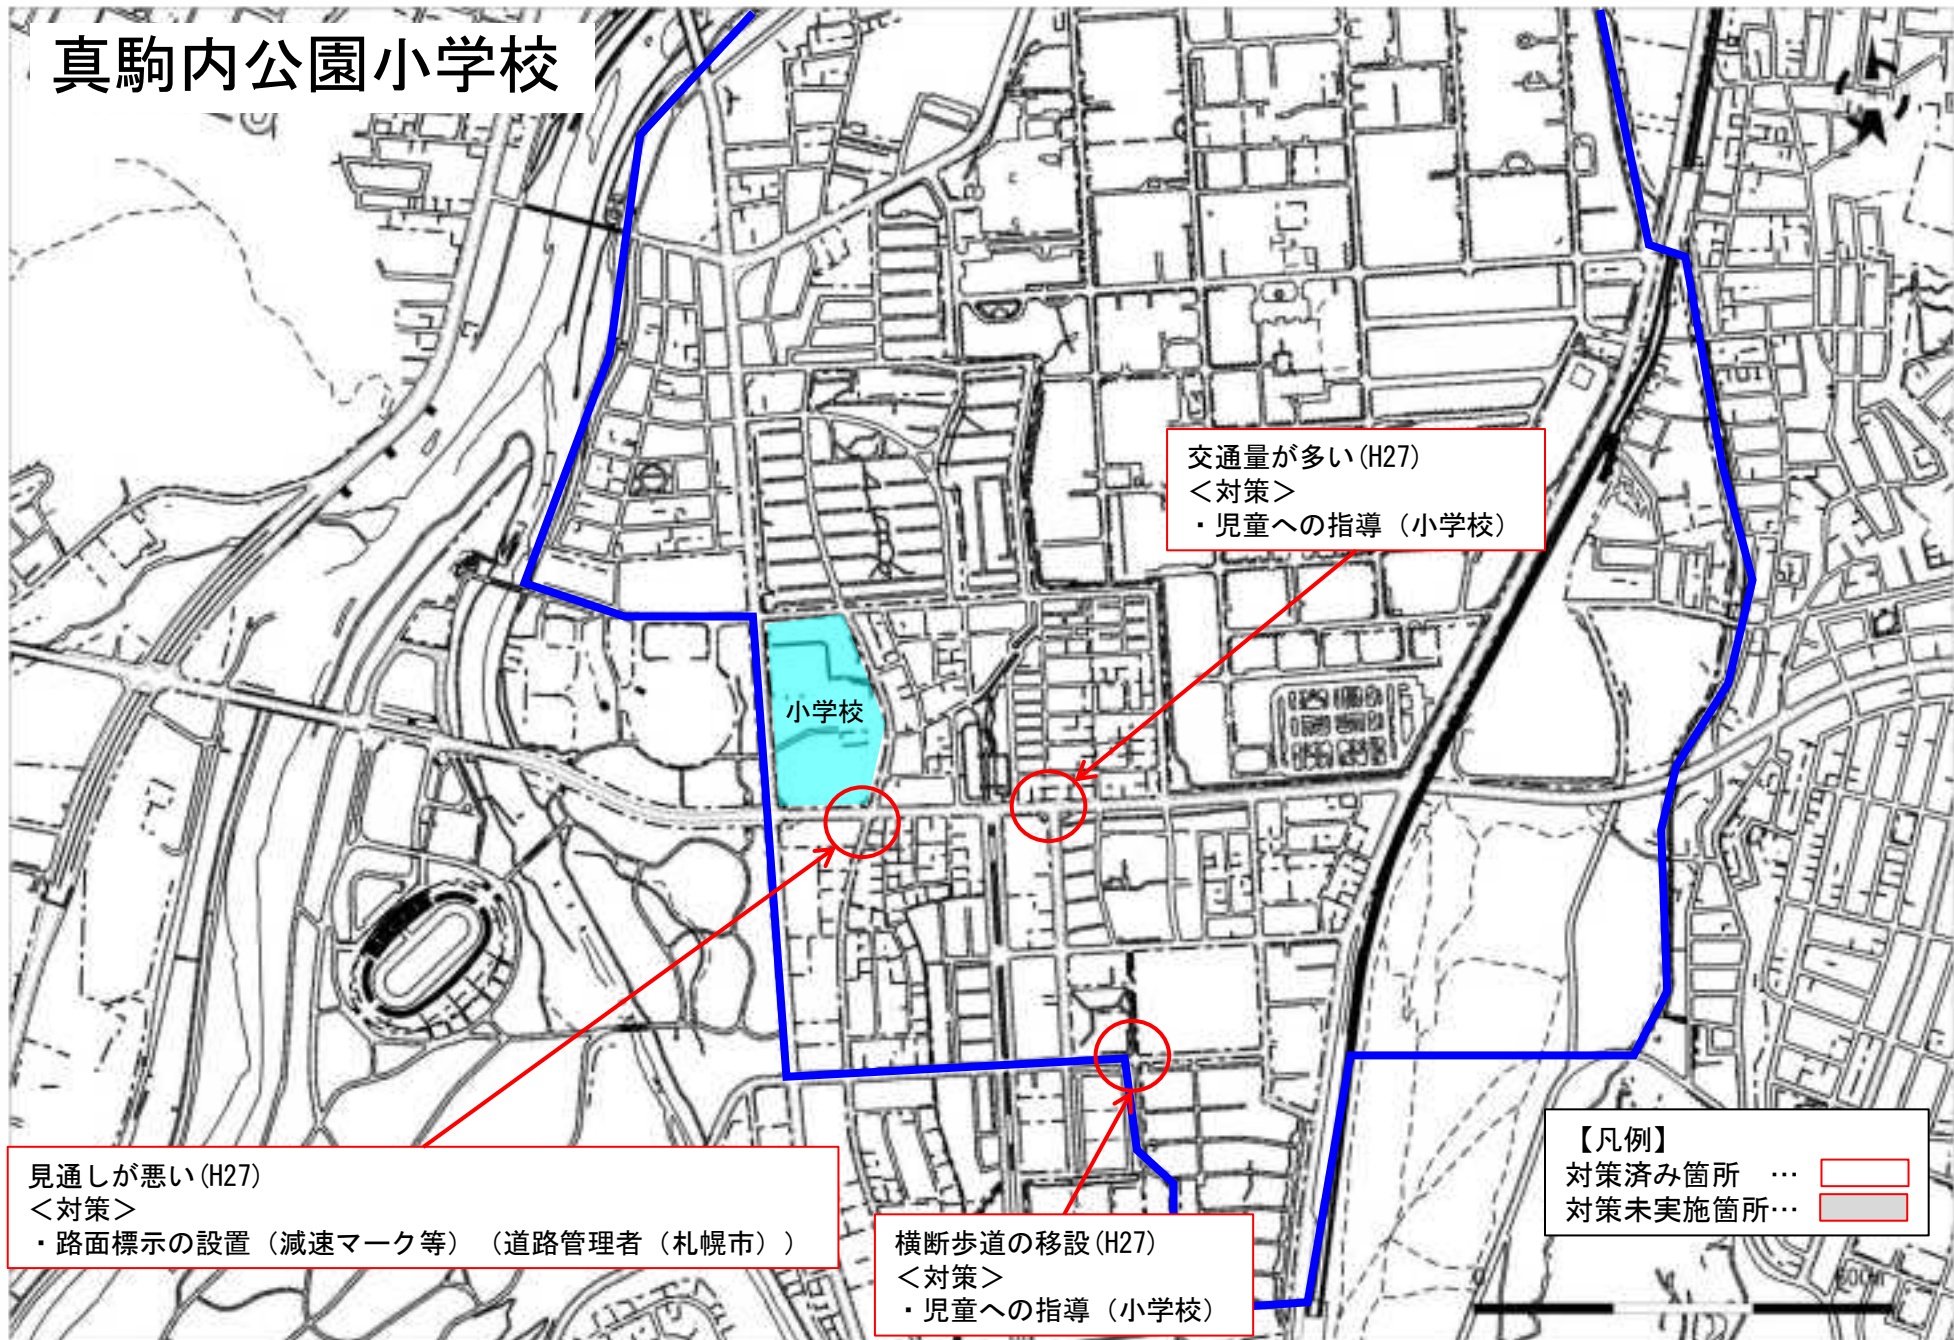 真駒内公園小学校
交通量が多い(H27)
＜対策＞
・児童への指導（小学校）
小学校
見通しが悪い(H27)
＜対策＞
・路面標示の設置（減速マーク等）（道路管理者（札幌市））
横断歩道の移設(H27)
＜対策＞
・児童への指導（小学校）
【凡例】
対策済み箇所　…
対策未実施箇所…